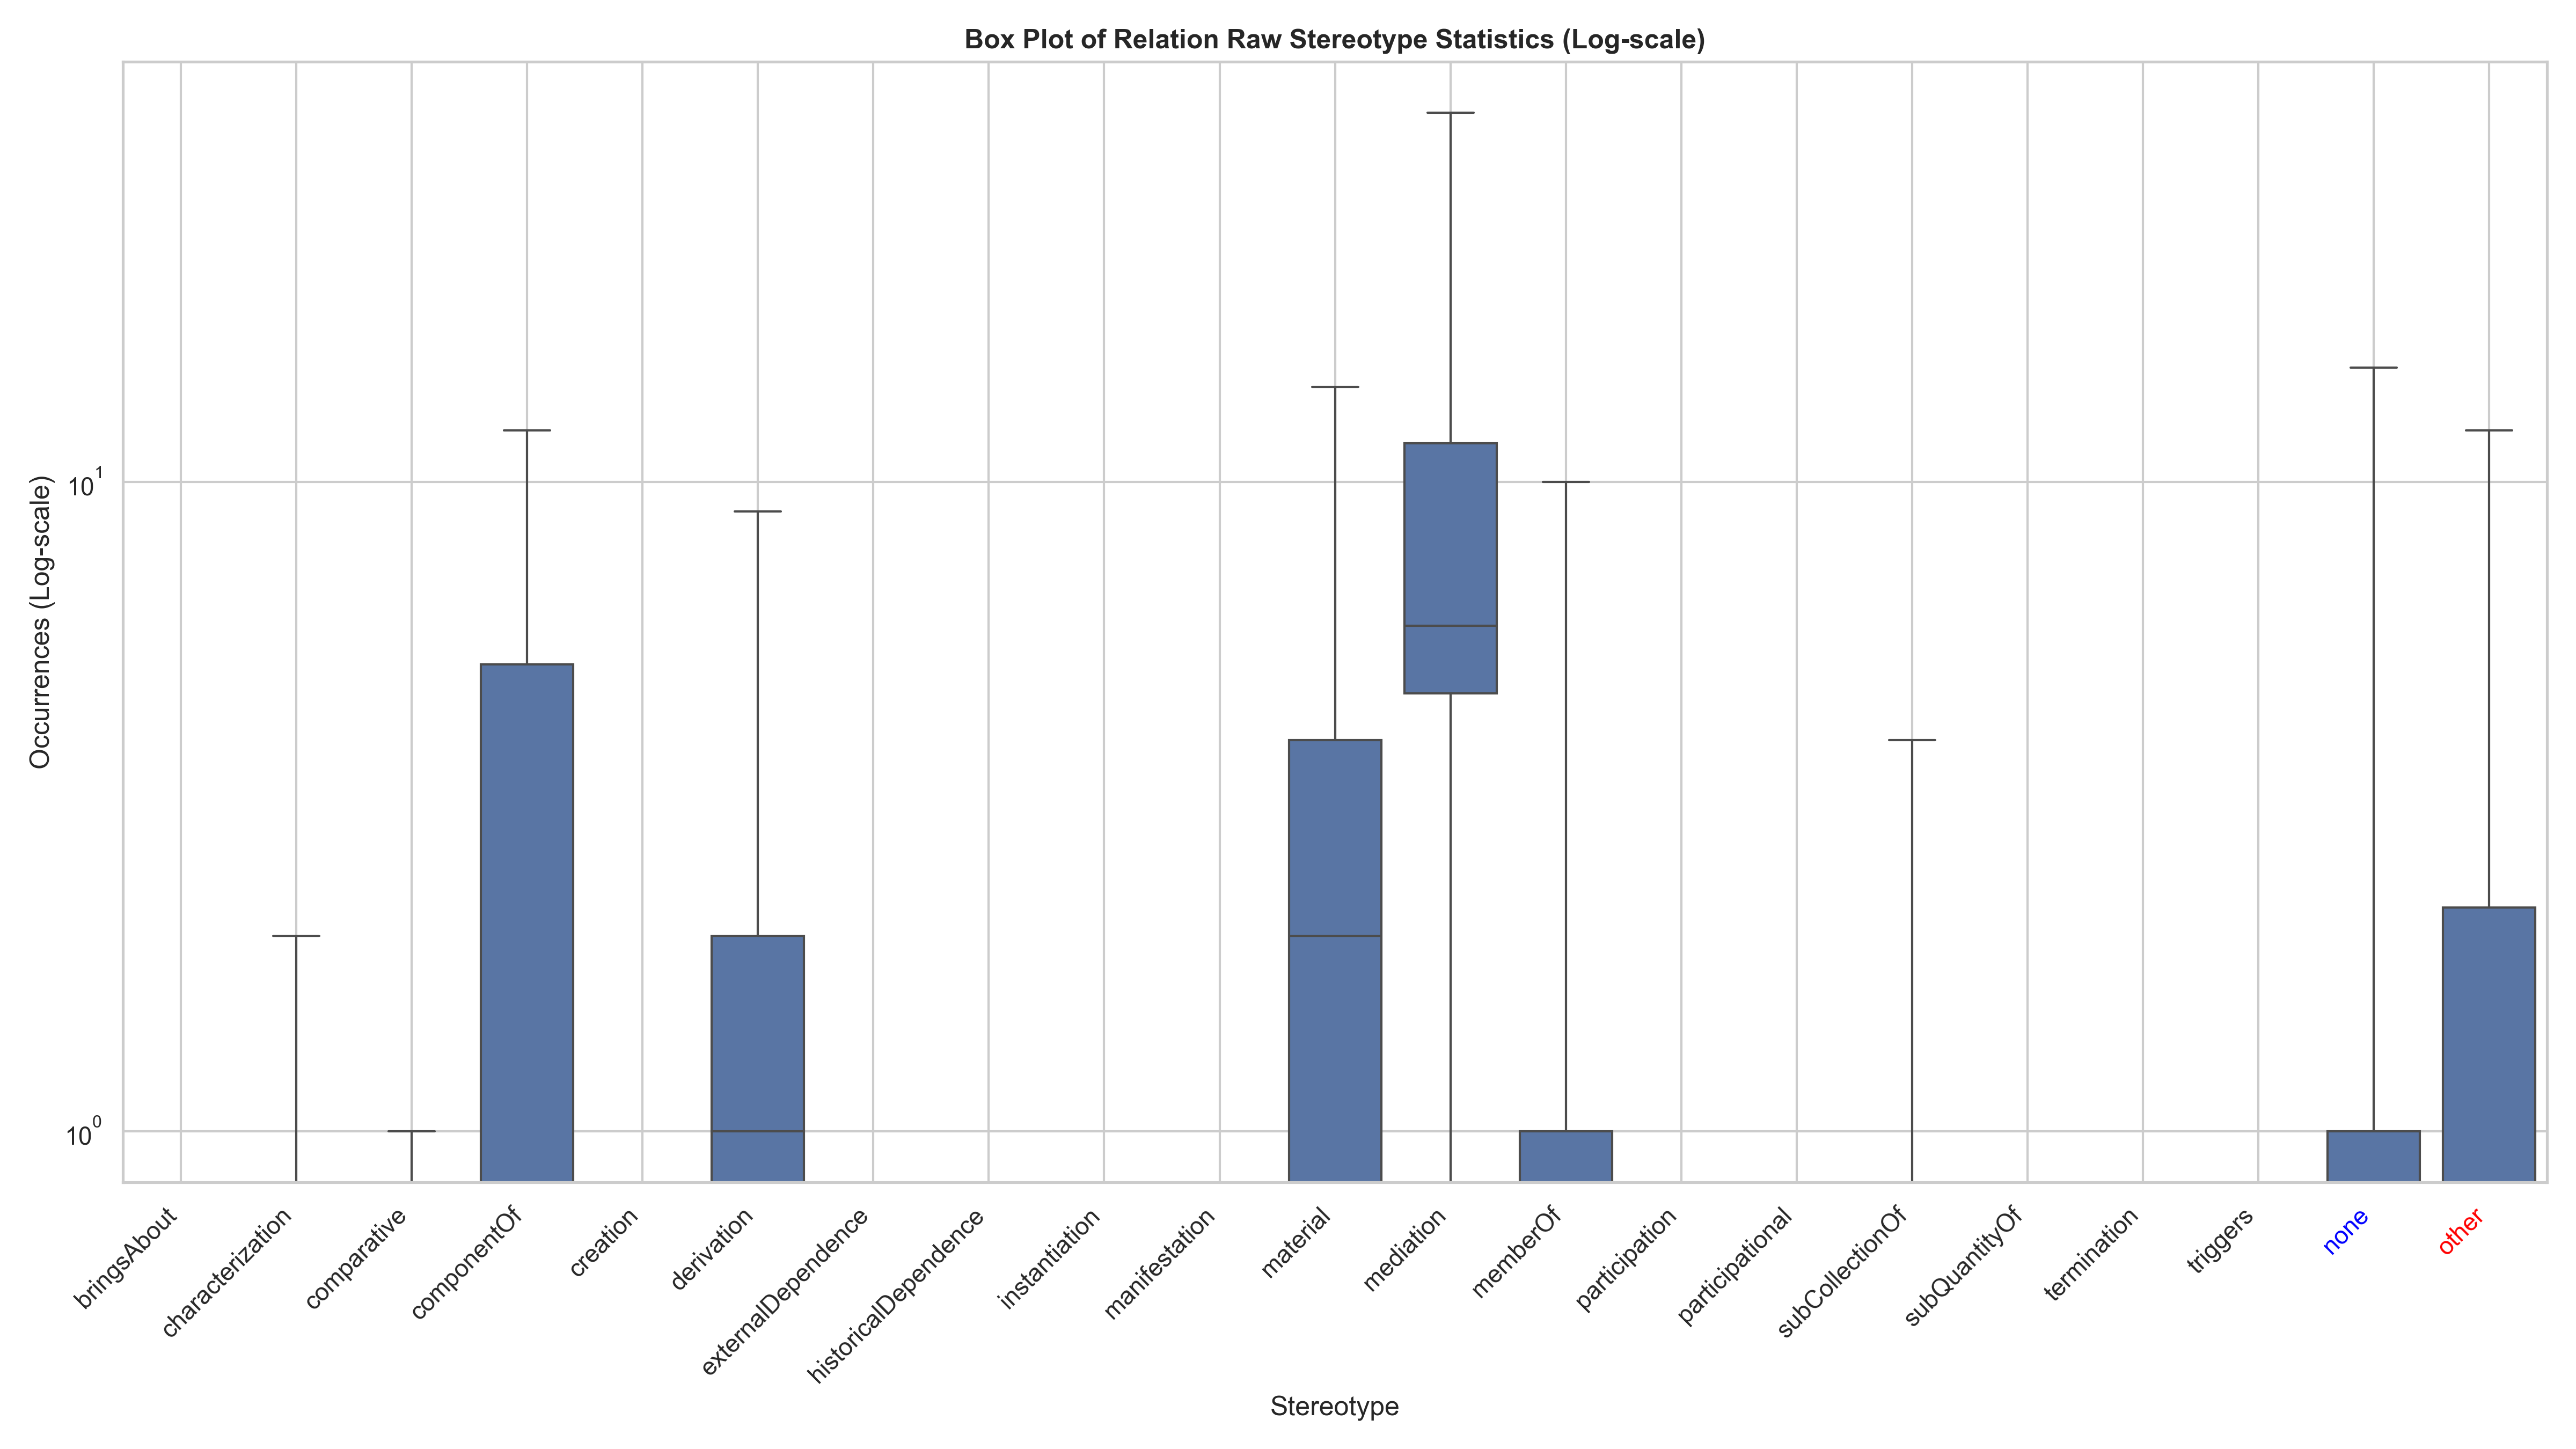 Box Plot of Relation Raw Stereotype Statistics (Log-scale)
Occurrences (Log-scale)
10^1
10^0
bringsAbout
characterization
comparative
componentOf
creation
derivation
externalDependence
historicalDependence
instantiation
manifestation
material
mediation
memberOf
participation
participational
subCollectionOf
subQuantityOf
termination
triggers
none
other
Stereotype